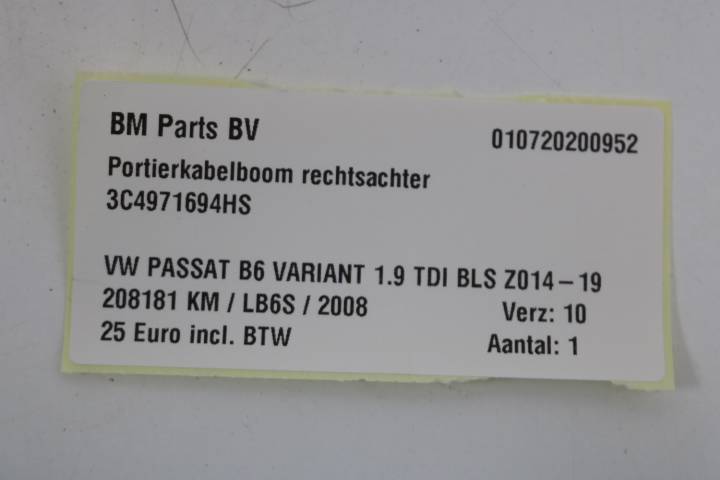 BM Parts BV 010720200952
Portierkabelboom rechtsachter
3C4971694HS
VW PASSAT B6 VARIANT 1.9 TDI BLS Z014-19
208181 KM / LB6S / 2008 Verz: 10
25 Euro incl. BTW Aantal: 1